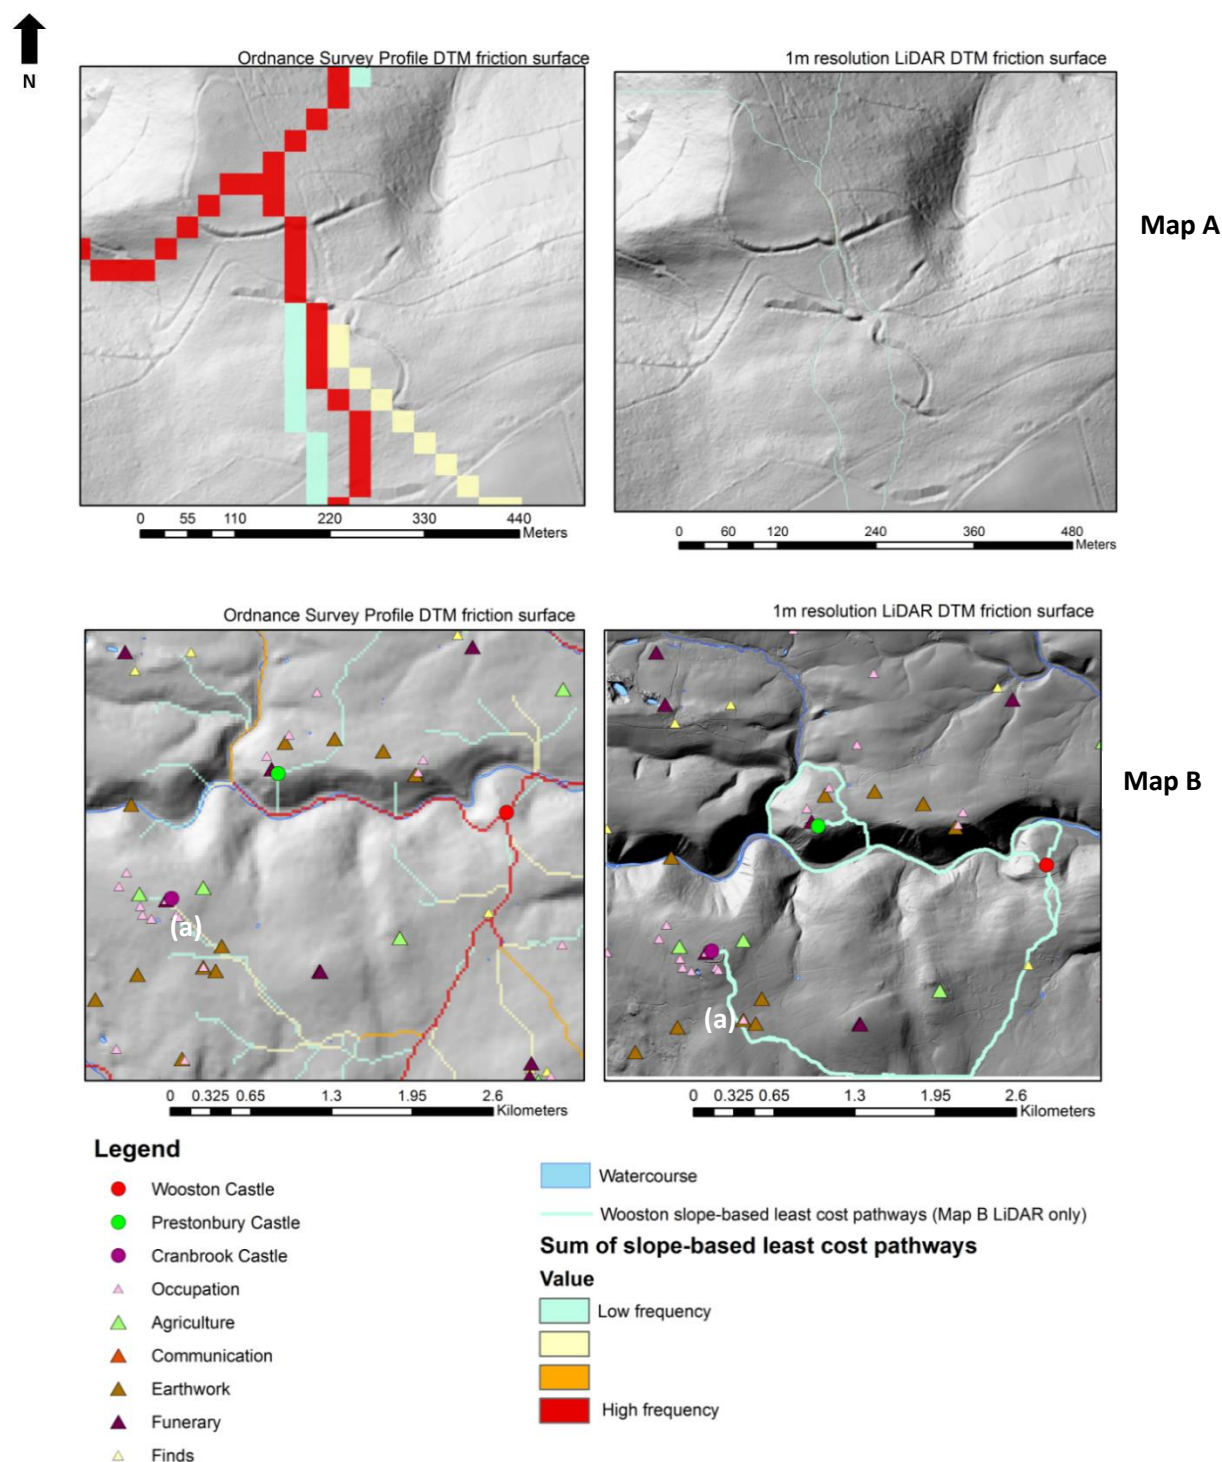 N
Ordnance Survey Profile DTM friction surface
1m resolution LiDAR DTM friction surface
Map A
0 55 110 220 330 440
Meters
0 60 120 240 360 480
Meters
Ordnance Survey Profile DTM friction surface
1m resolution LiDAR DTM friction surface
Map B
(a)
(a)
0 0.325 0.65 1.3 1.95 2.6
Kilometers
0 0.325 0.65 1.3 1.95 2.6
Kilometers
Legend
Wooston Castle
Prestonbury Castle
Cranbrook Castle
Occupation
Agriculture
Communication
Earthwork
Funerary
Finds
Watercourse
Wooston slope-based least cost pathways (Map B LiDAR only)
Sum of slope-based least cost pathways
Value
Low frequency
High frequency